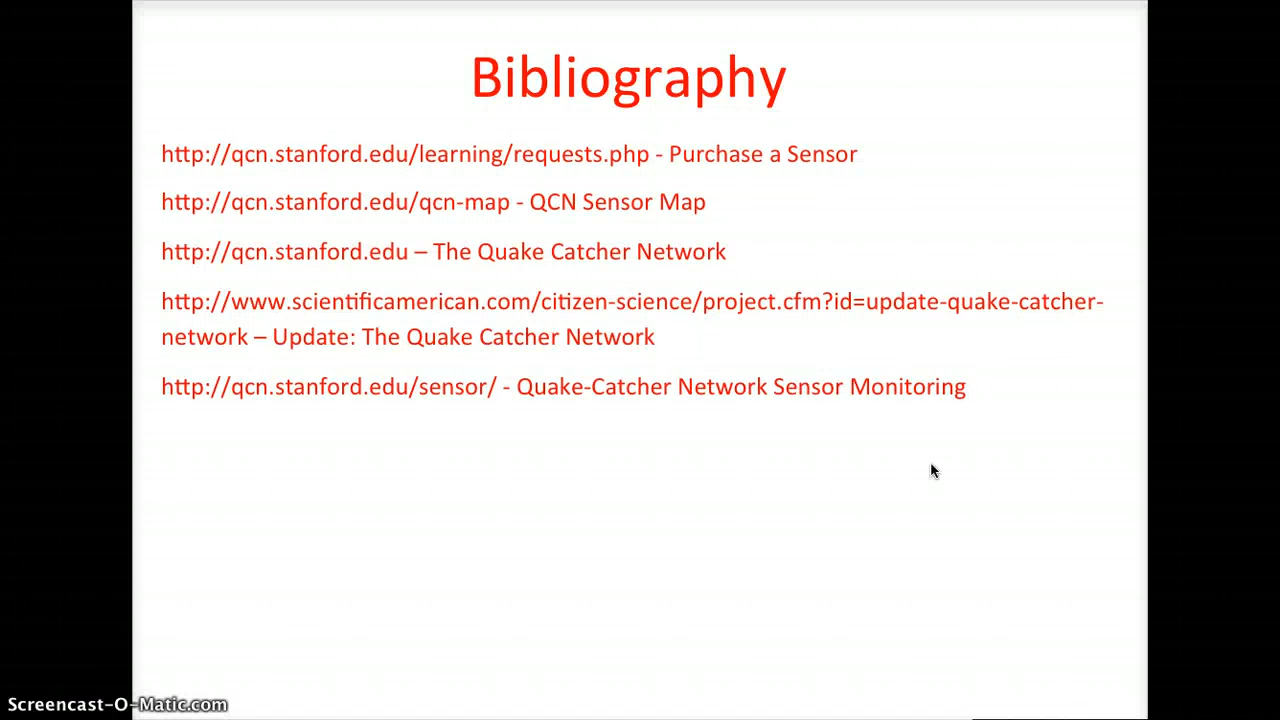 Bibliography
http://qcn.stanford.edu/learning/requests.php - Purchase a Sensor
http://qcn.stanford.edu/qcn-map - QCN Sensor Map
http://qcn.stanford.edu – The Quake Catcher Network
http://www.scientificamerican.com/citizen-science/project.cfm?id=update-quake-catcher-
network – Update: The Quake Catcher Network
http://qcn.stanford.edu/sensor/ - Quake-Catcher Network Sensor Monitoring
Screencast-O-Matic.com